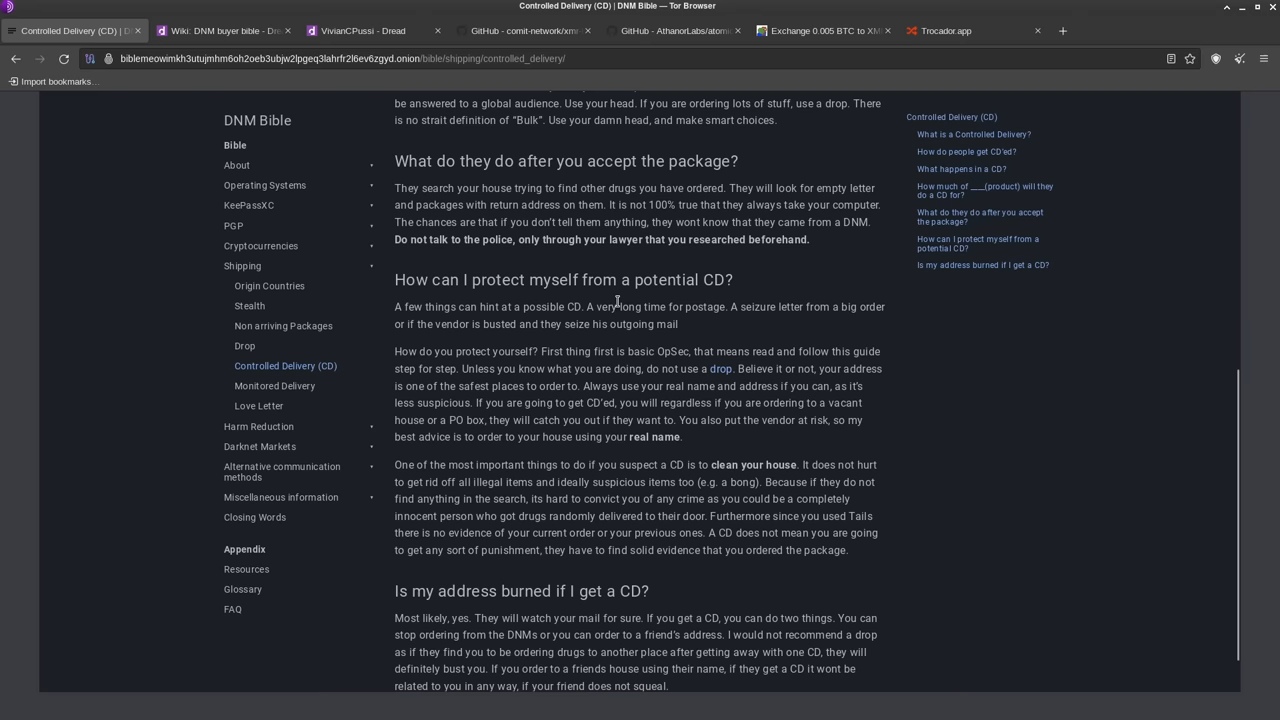 Controlled Delivery (CD) | DNM Bible — Tor Browser
Controlled Delivery (CD) | D
Wiki: DNM buyer bible - Dre
VivianCPussi - Dread
GitHub - comit-network/xm
GitHub - AthanorLabs/atomi
Exchange 0.005 BTC to XM
Trocador.app
biblemeowimkh3utujmhm6oh2oeb3ubjw2lpgeq3lahrfr2l6ev6zgyd.onion/bible/shipping/controlled_delivery/
Import bookmarks...
DNM Bible
Bible
About
Operating Systems
KeePassXC
PGP
Cryptocurrencies
Shipping
Origin Countries
Stealth
Non arriving Packages
Drop
Controlled Delivery (CD)
Monitored Delivery
Love Letter
Harm Reduction
Darknet Markets
Alternative communication
methods
Miscellaneous information
Closing Words
Appendix
Resources
Glossary
FAQ
be answered to a global audience. Use your head. If you are ordering lots of stuff, use a drop. There
is no strait definition of “Bulk”. Use your damn head, and make smart choices.
What do they do after you accept the package?
They search your house trying to find other drugs you have ordered. They will look for empty letter
and packages with return address on them. It is not 100% true that they always take your computer.
The chances are that if you don’t tell them anything, they wont know that they came from a DNM.
Do not talk to the police, only through your lawyer that you researched beforehand.
How can I protect myself from a potential CD?
A few things can hint at a possible CD. A very long time for postage. A seizure letter from a big order
or if the vendor is busted and they seize his outgoing mail
How do you protect yourself? First thing first is basic OpSec, that means read and follow this guide
step for step. Unless you know what you are doing, do not use a drop. Believe it or not, your address
is one of the safest places to order to. Always use your real name and address if you can, as it’s
less suspicious. If you are going to get CD’ed, you will regardless if you are ordering to a vacant
house or a PO box, they will catch you out if they want to. You also put the vendor at risk, so my
best advice is to order to your house using your real name.
One of the most important things to do if you suspect a CD is to clean your house. It does not hurt
to get rid off all illegal items and ideally suspicious items too (e.g. a bong). Because if they do not
find anything in the search, its hard to convict you of any crime as you could be a completely
innocent person who got drugs randomly delivered to their door. Furthermore since you used Tails
there is no evidence of your current order or your previous ones. A CD does not mean you are going
to get any sort of punishment, they have to find solid evidence that you ordered the package.
Is my address burned if I get a CD?
Most likely, yes. They will watch your mail for sure. If you get a CD, you can do two things. You can
stop ordering from the DNMs or you can order to a friend’s address. I would not recommend a drop
as if they find you to be ordering drugs to another place after getting away with one CD, they will
definitely bust you. If you order to a friends house using their name, if they get a CD it wont be
related to you in any way, if your friend does not squeal.
Controlled Delivery (CD)
What is a Controlled Delivery?
How do people get CD’ed?
What happens in a CD?
How much of ___(product) will they
do a CD for?
What do they do after you accept
the package?
How can I protect myself from a
potential CD?
Is my address burned if I get a CD?